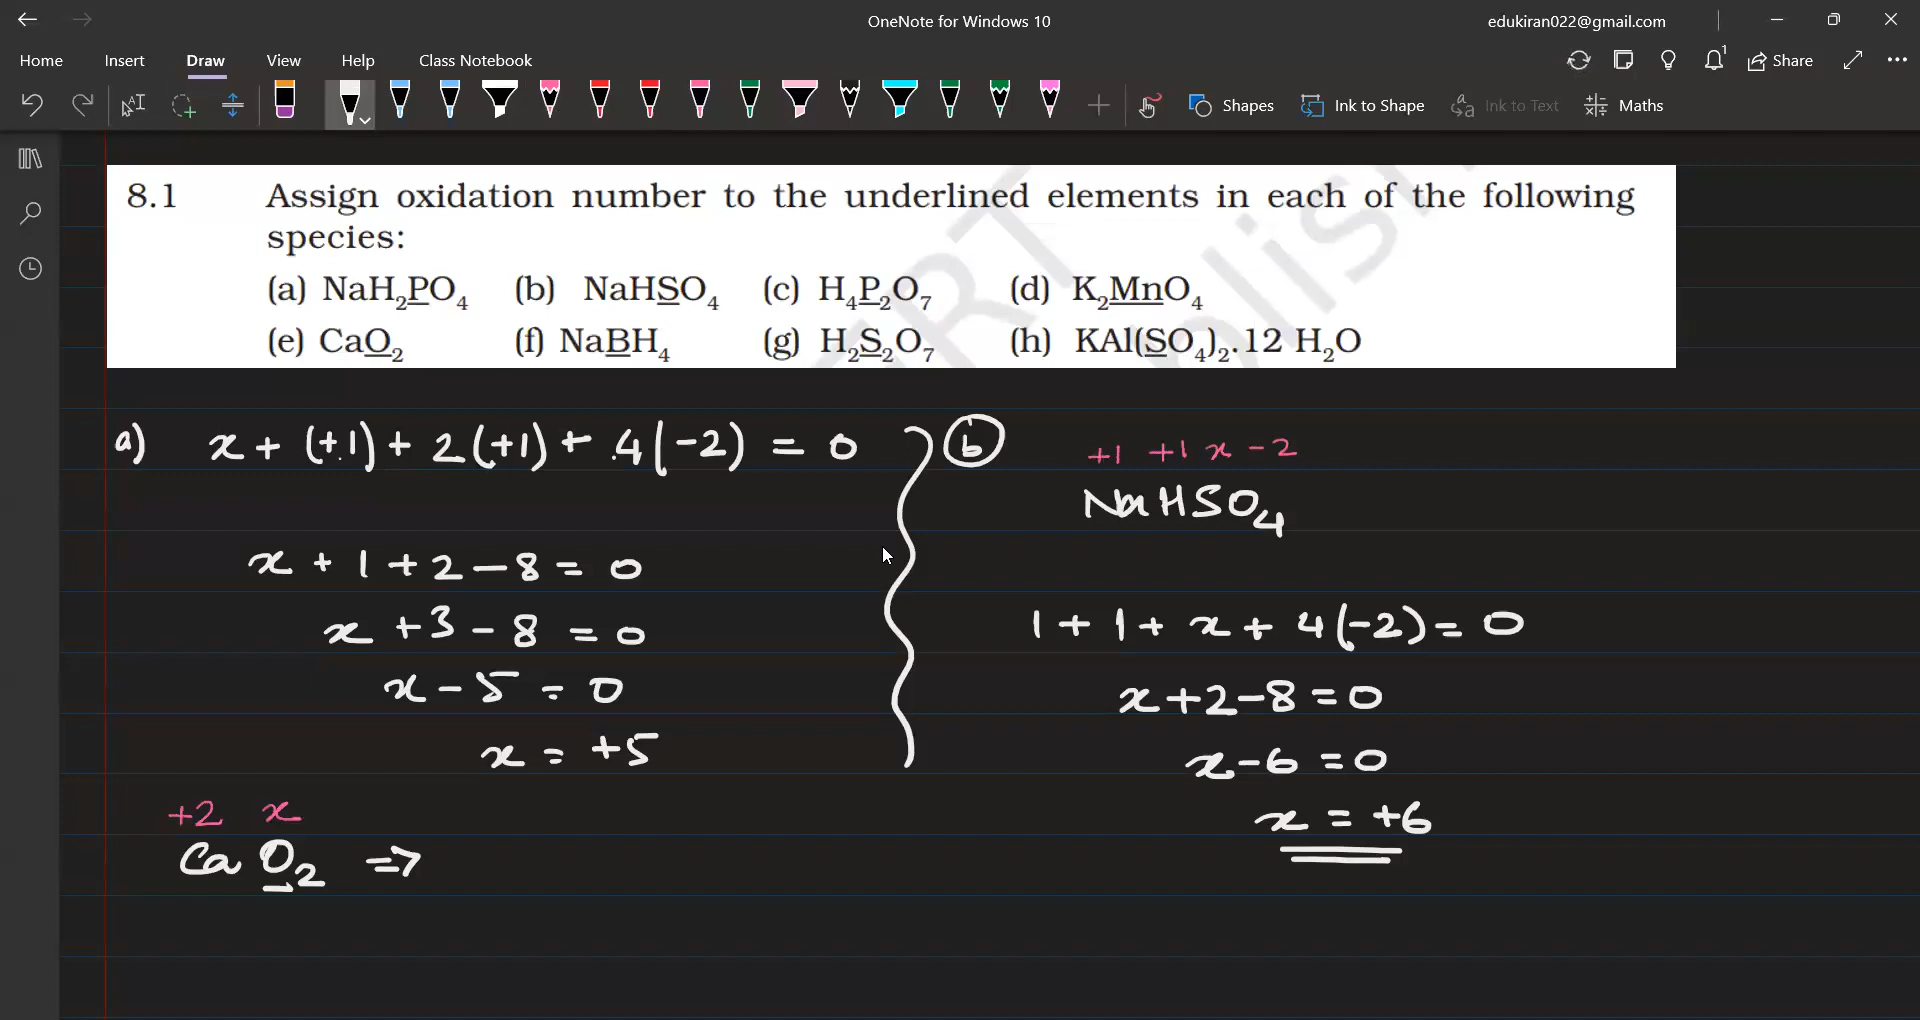 OneNote for Windows 10
edukiran022@gmail.com
Home Insert Draw View Help Class Notebook
1 Share
Shapes Ink to Shape Ink to Text Maths
8.1 Assign oxidation number to the underlined elements in each of the following
species:
(a) NaH₂PO₄ (b) NaHSO₄ (c) H₄P₂O₇ (d) K₂MnO₄
(e) CaO₂ (f) NaBH₄ (g) H₂S₂O₇ (h) KAl(SO₄)₂.12 H₂O
a) x + (+1) + 2(+1) + 4(-2) = 0
x + 1 + 2 - 8 = 0
x + 3 - 8 = 0
x - 5 = 0
x = +5
+2 x
CaO₂ ⇒
b
+1 +1 x -2
NaHSO₄
1 + 1 + x + 4(-2) = 0
x + 2 - 8 = 0
x - 6 = 0
x = +6